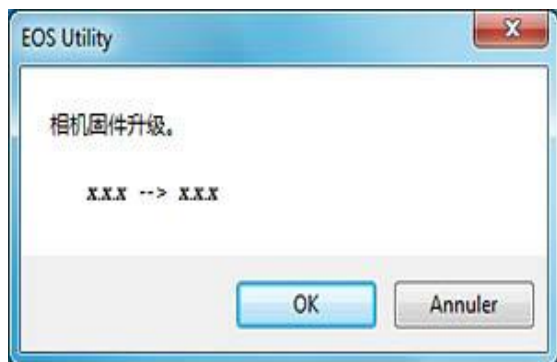 EOS Utility
相机固件升级。
x.x.x --> x.x.x
OK
Annuler